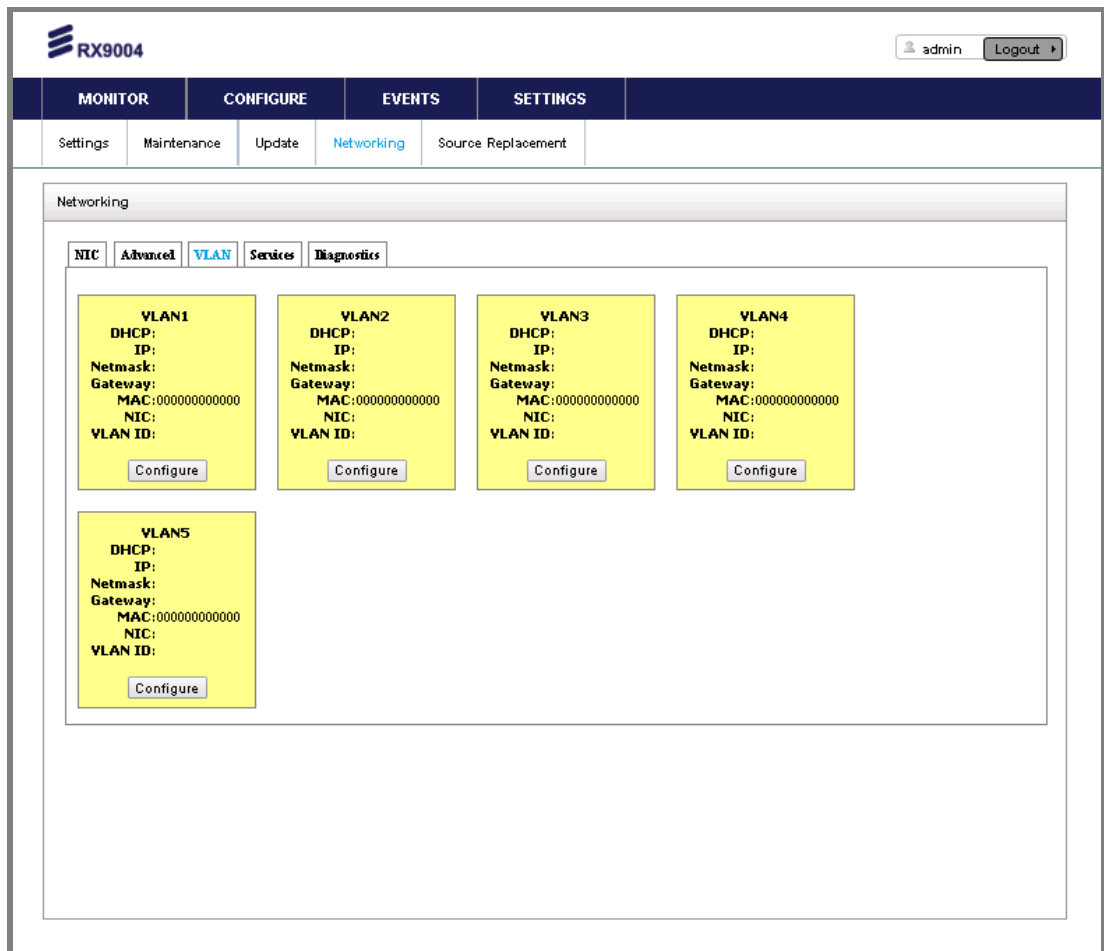 RX9004
admin Logout
MONITOR CONFIGURE EVENTS SETTINGS
Settings Maintenance Update Networking Source Replacement
Networking
NIC Advanced VLAN Services Diagnostics
VLAN1
DHCP:
IP:
Netmask:
Gateway:
MAC:000000000000
NIC:
VLAN ID:
Configure
VLAN2
DHCP:
IP:
Netmask:
Gateway:
MAC:000000000000
NIC:
VLAN ID:
Configure
VLAN3
DHCP:
IP:
Netmask:
Gateway:
MAC:000000000000
NIC:
VLAN ID:
Configure
VLAN4
DHCP:
IP:
Netmask:
Gateway:
MAC:000000000000
NIC:
VLAN ID:
Configure
VLAN5
DHCP:
IP:
Netmask:
Gateway:
MAC:000000000000
NIC:
VLAN ID:
Configure